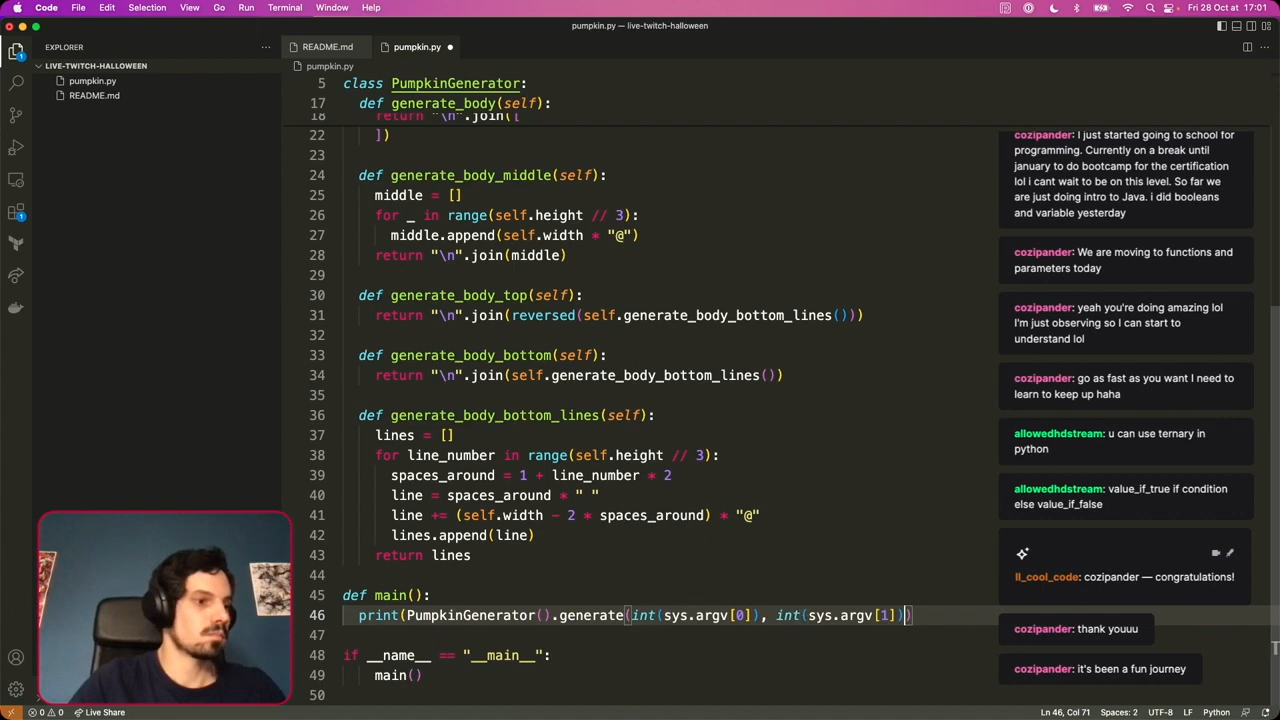 Code File Edit Selection View Go Run Terminal Window Help Fri 28 Oct at 17:01
pumpkin.py — live-twitch-halloween
EXPLORER
LIVE-TWITCH-HALLOWEEN
pumpkin.py
README.md
README.md pumpkin.py
pumpkin.py
5 class PumpkinGenerator:
17 def generate_body(self):
18 return "\n".join([
22 ])
23
24 def generate_body_middle(self):
25 middle = []
26 for _ in range(self.height // 3):
27 middle.append(self.width * "@")
28 return "\n".join(middle)
29
30 def generate_body_top(self):
31 return "\n".join(reversed(self.generate_body_bottom_lines()))
32
33 def generate_body_bottom(self):
34 return "\n".join(self.generate_body_bottom_lines())
35
36 def generate_body_bottom_lines(self):
37 lines = []
38 for line_number in range(self.height // 3):
39 spaces_around = 1 + line_number * 2
40 line = spaces_around * " "
41 line += (self.width - 2 * spaces_around) * "@"
42 lines.append(line)
43 return lines
44
45 def main():
46 print(PumpkinGenerator().generate(int(sys.argv[0]), int(sys.argv[1]))
47
48 if __name__ == "__main__":
49 main()
50
cozipander: I just started going to school for
programming. Currently on a break until
january to do bootcamp for the certification
lol i cant wait to be on this level. So far we
are just doing intro to Java. i did booleans
and variable yesterday
cozipander: We are moving to functions and
parameters today
cozipander: yeah you're doing amazing lol
I'm just observing so I can start to
understand lol
cozipander: go as fast as you want I need to
learn to keep up haha
allowedhdstream: u can use ternary in
python
allowedhdstream: value_if_true if condition
else value_if_false
ll_cool_code: cozipander — congratulations!
cozipander: thank youuu
cozipander: it's been a fun journey
0 0 Live Share Ln 46, Col 71 Spaces: 2 UTF-8 LF Python